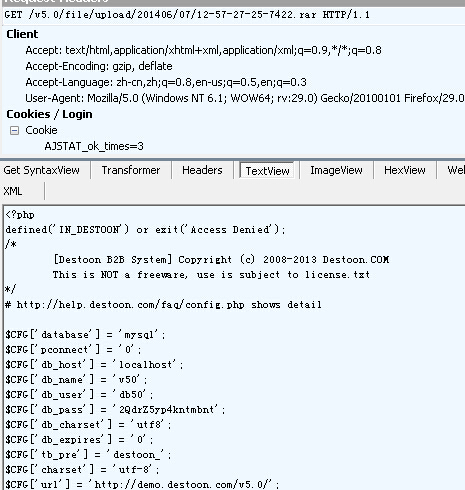 GET /v5.0/file/upload/201406/07/12-57-27-25-7422.rar HTTP/1.1
Client
Accept: text/html,application/xhtml+xml,application/xml;q=0.9,*/*;q=0.8
Accept-Encoding: gzip, deflate
Accept-Language: zh-cn,zh;q=0.8,en-us;q=0.5,en;q=0.3
User-Agent: Mozilla/5.0 (Windows NT 6.1; WOW64; rv:29.0) Gecko/20100101 Firefox/29.0
Cookies / Login
Cookie
AJSTAT_ok_times=3
Get SyntaxView Transformer Headers TextView ImageView HexView
XML
<?php
defined('IN_DESTOON') or exit('Access Denied');
/*
[Destoon B2B System] Copyright (c) 2008-2013 Destoon.COM
This is NOT a freeware, use is subject to license.txt
*/
# http://help.destoon.com/faq/config.php shows detail
$CFG['database'] = 'mysql';
$CFG['pconnect'] = '0';
$CFG['db_host'] = 'localhost';
$CFG['db_name'] = 'v50';
$CFG['db_user'] = 'db50';
$CFG['db_pass'] = '2QdrZ5yp4kntmbnt';
$CFG['db_charset'] = 'utf8';
$CFG['db_expires'] = '0';
$CFG['tb_pre'] = 'destoon_';
$CFG['charset'] = 'utf-8';
$CFG['url'] = 'http://demo.destoon.com/v5.0/';